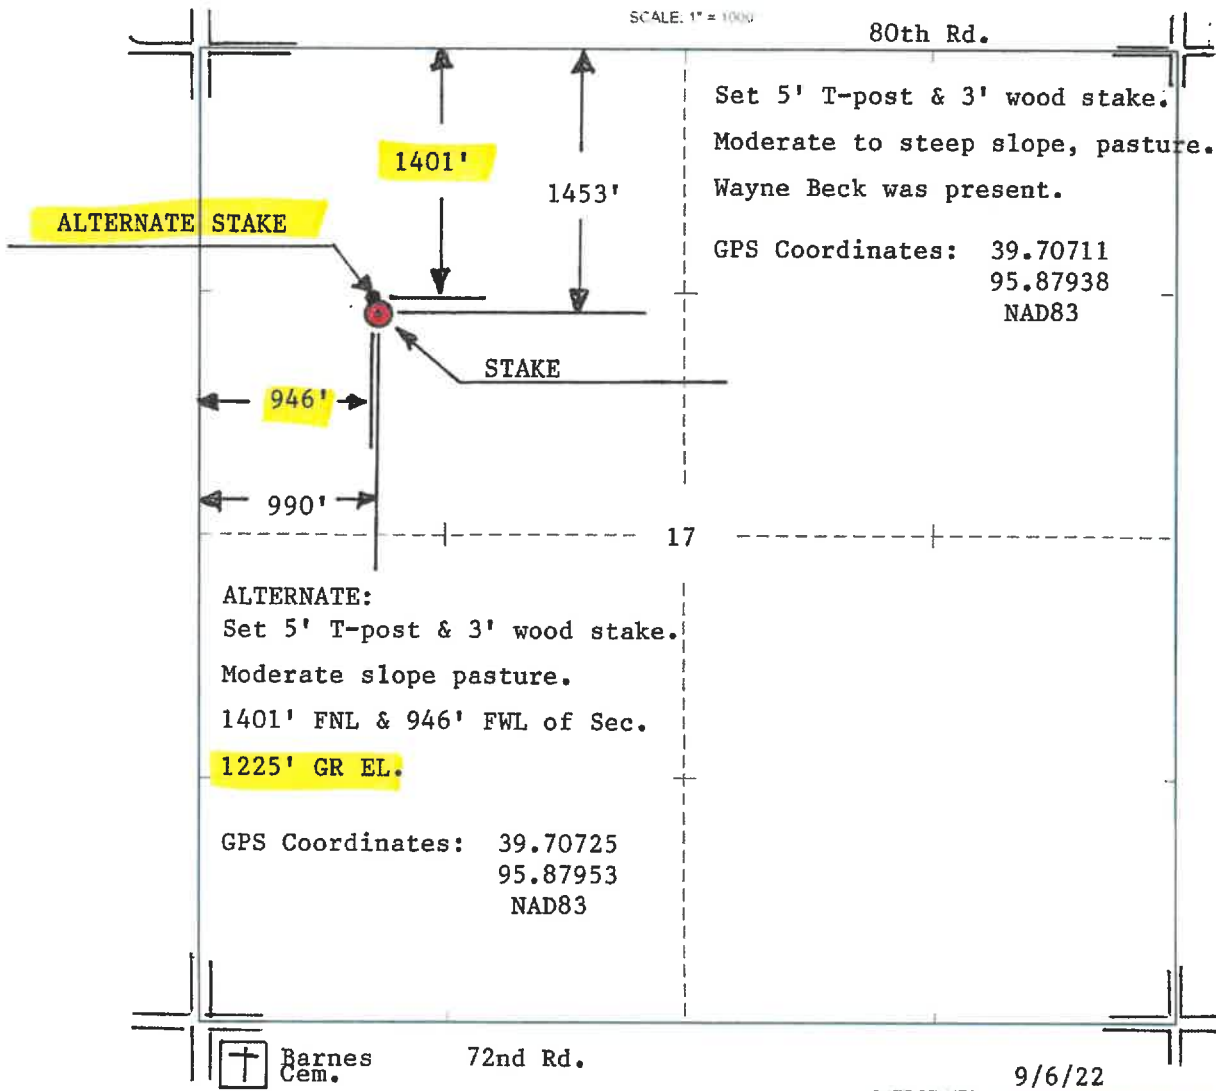 SCALE: 1" = 1000'
80th Rd.
Set 5' T-post & 3' wood stake.
Moderate to steep slope, pasture.
Wayne Beck was present.
GPS Coordinates: 39.70711
95.87938
NAD83
1401'
1453'
ALTERNATE STAKE
STAKE
946'
990'
17
ALTERNATE:
Set 5' T-post & 3' wood stake.
Moderate slope pasture.
1401' FNL & 946' FWL of Sec.
1225' GR EL.
GPS Coordinates: 39.70725
95.87953
NAD83
Barnes
Cem.
72nd Rd.
9/6/22